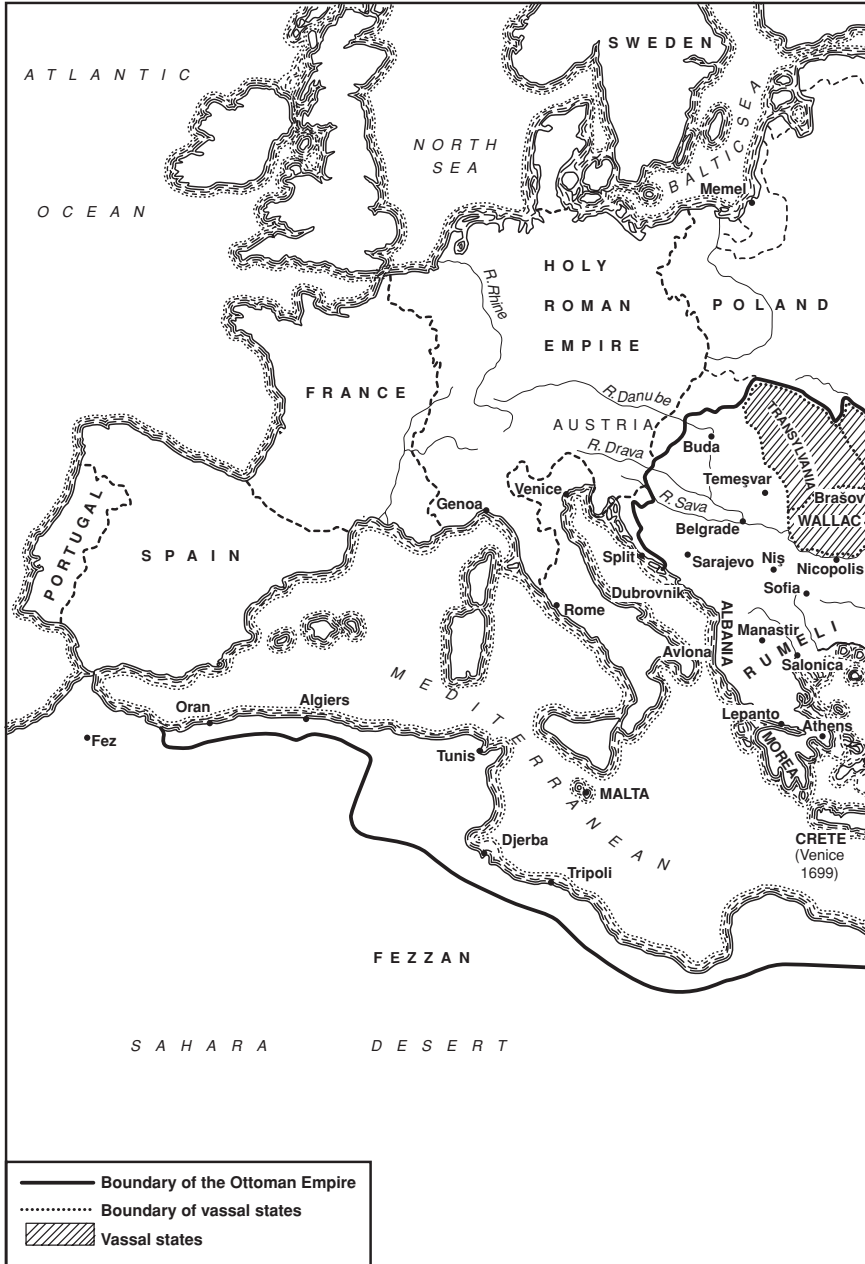 SWEDEN
ATLANTIC
OCEAN
NORTH
SEA
BALTIC SEA
Memel
HOLY
ROMAN
EMPIRE
R. Rhine
POLAND
FRANCE
R. Danube
AUSTRIA
R. Drava
Buda
TRANSYLVANIA
Temeşvar
Brašov
R. Sava
WALLAC
Belgrade
Venice
Genoa
PORTUGAL
SPAIN
Split
Sarajevo
Niş
Nicopolis
Sofia
Dubrovnik
Rome
ALBANIA
Manastir
RUMELI
Avlona
Salonica
MEDITERRANEAN
Oran
Algiers
Fez
Tunis
Lepanto
Athens
MOREA
MALTA
Djerba
CRETE
(Venice
1699)
Tripoli
FEZZAN
SAHARA DESERT
Boundary of the Ottoman Empire
Boundary of vassal states
Vassal states